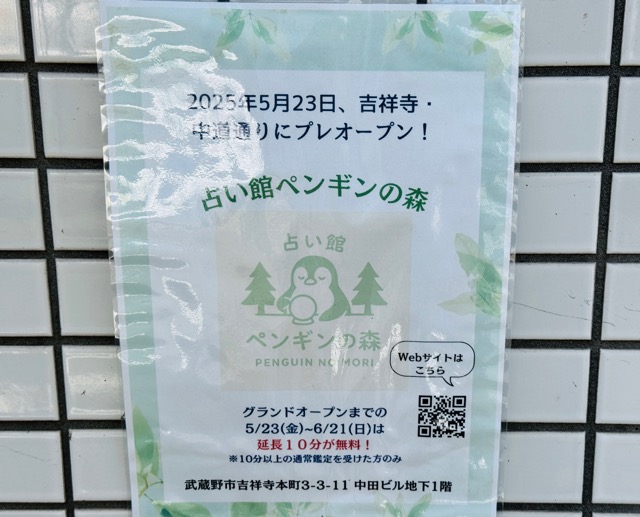 2025年5月23日、吉祥寺・
中道通りにプレオープン！
占い館ペンギンの森
占い館
ペンギンの森
PENGUIN NO MORI
Webサイトは
こちら
グランドオープンまでの
5/23(金)~6/21(日)は
延長10分が無料！
※10分以上の通常鑑定を受けた方のみ
武蔵野市吉祥寺本町3-3-11 中田ビル地下1階